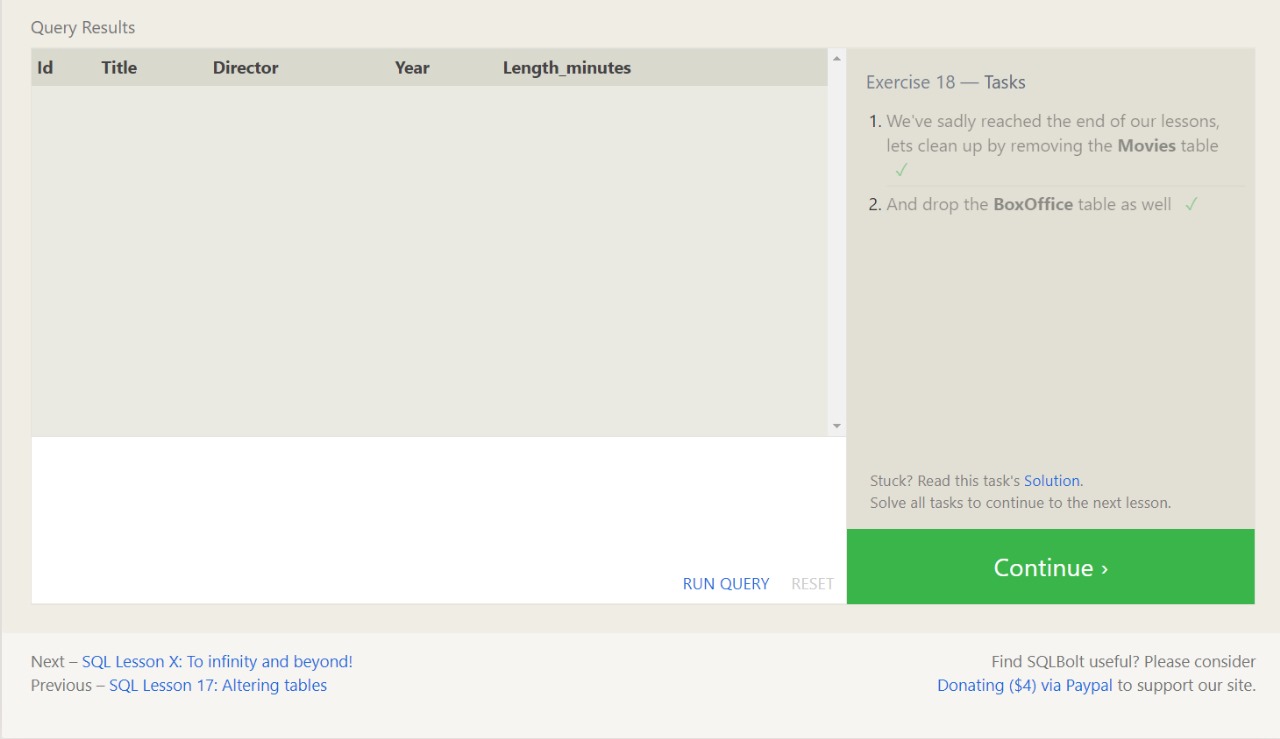 Query Results
Id Title Director Year Length_minutes
Exercise 18 — Tasks
1. We've sadly reached the end of our lessons,
lets clean up by removing the Movies table
✓
2. And drop the BoxOffice table as well ✓
Stuck? Read this task's Solution.
Solve all tasks to continue to the next lesson.
RUN QUERY RESET
Continue ›
Next – SQL Lesson X: To infinity and beyond!
Previous – SQL Lesson 17: Altering tables
Find SQLBolt useful? Please consider
Donating ($4) via Paypal to support our site.